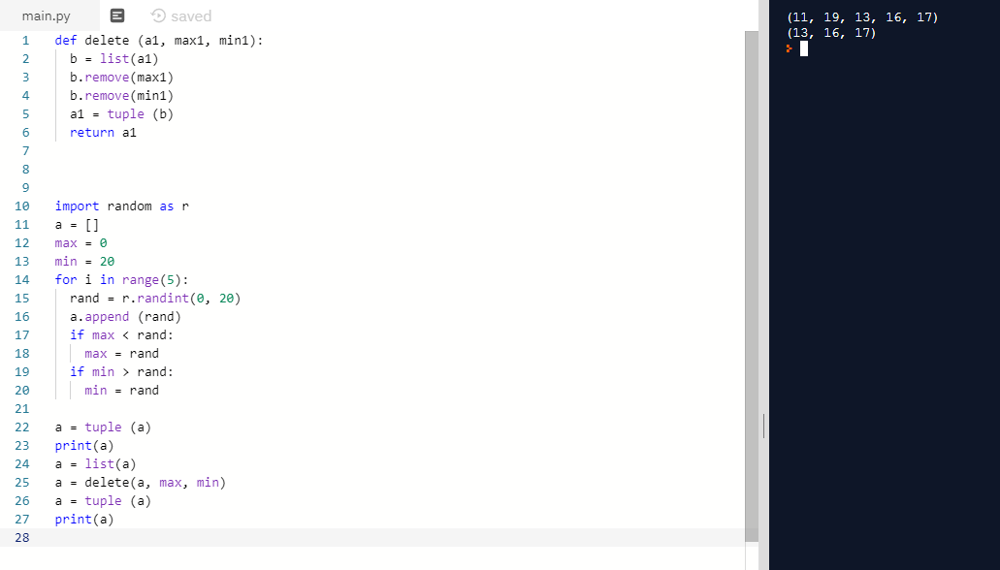 main.py saved
1 def delete (a1, max1, min1):
2 b = list(a1)
3 b.remove(max1)
4 b.remove(min1)
5 a1 = tuple (b)
6 return a1
7
8
9
10 import random as r
11 a = []
12 max = 0
13 min = 20
14 for i in range(5):
15 rand = r.randint(0, 20)
16 a.append (rand)
17 if max < rand:
18 max = rand
19 if min > rand:
20 min = rand
21
22 a = tuple (a)
23 print(a)
24 a = list(a)
25 a = delete(a, max, min)
26 a = tuple (a)
27 print(a)
28
(11, 19, 13, 16, 17)
(13, 16, 17)